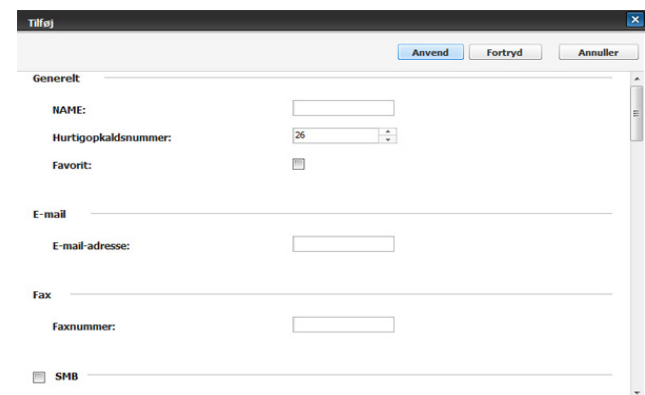 Tilføj
Anvend Fortryd Annuller
Generelt
NAME:
Hurtigopkaldsnummer: 26
Favorit:
E-mail
E-mail-adresse:
Fax
Faxnummer:
SMB